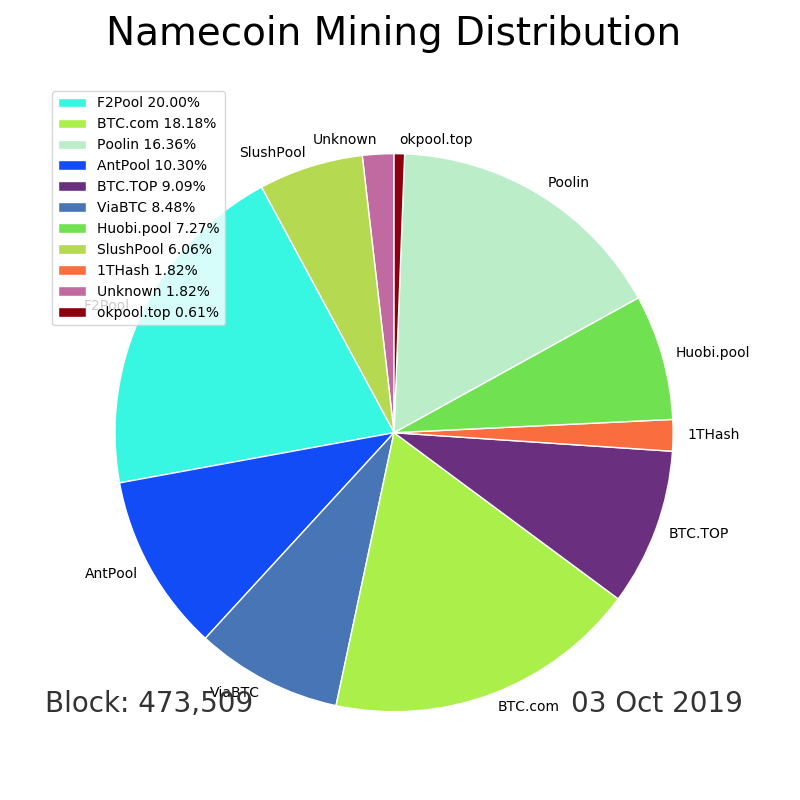 Namecoin Mining Distribution
F2Pool 20.00%
BTC.com 18.18%
Poolin 16.36%
AntPool 10.30%
BTC.TOP 9.09%
ViaBTC 8.48%
Huobi.pool 7.27%
SlushPool 6.06%
1THash 1.82%
Unknown 1.82%
okpool.top 0.61%
okpool.top
Poolin
Huobi.pool
1THash
BTC.TOP
BTC.com
ViaBTC
AntPool
F2Pool
SlushPool
Unknown
Block: 473,509
03 Oct 2019